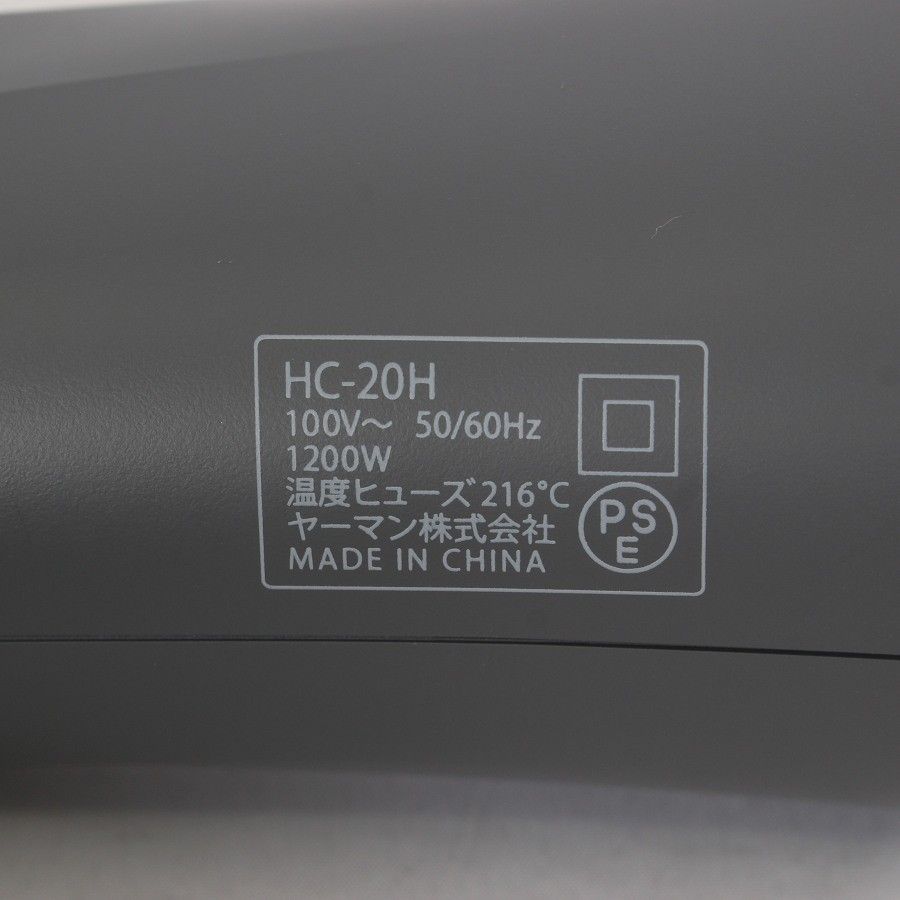 HC-20H
100V～ 50/60Hz
1200W
温度ヒューズ216°C
ヤーマン株式会社
MADE IN CHINA
PS
E